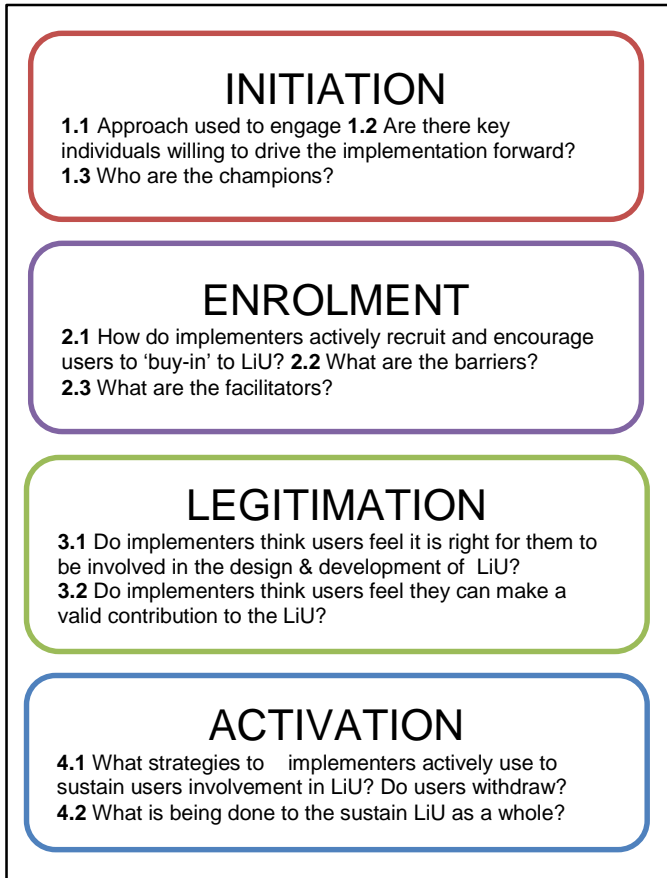 INITIATION
1.1 Approach used to engage 1.2 Are there key
individuals willing to drive the implementation forward?
1.3 Who are the champions?
ENROLMENT
2.1 How do implementers actively recruit and encourage
users to ‘buy-in’ to LiU? 2.2 What are the barriers?
2.3 What are the facilitators?
LEGITIMATION
3.1 Do implementers think users feel it is right for them to
be involved in the design & development of LiU?
3.2 Do implementers think users feel they can make a
valid contribution to the LiU?
ACTIVATION
4.1 What strategies to implementers actively use to
sustain users involvement in LiU? Do users withdraw?
4.2 What is being done to the sustain LiU as a whole?